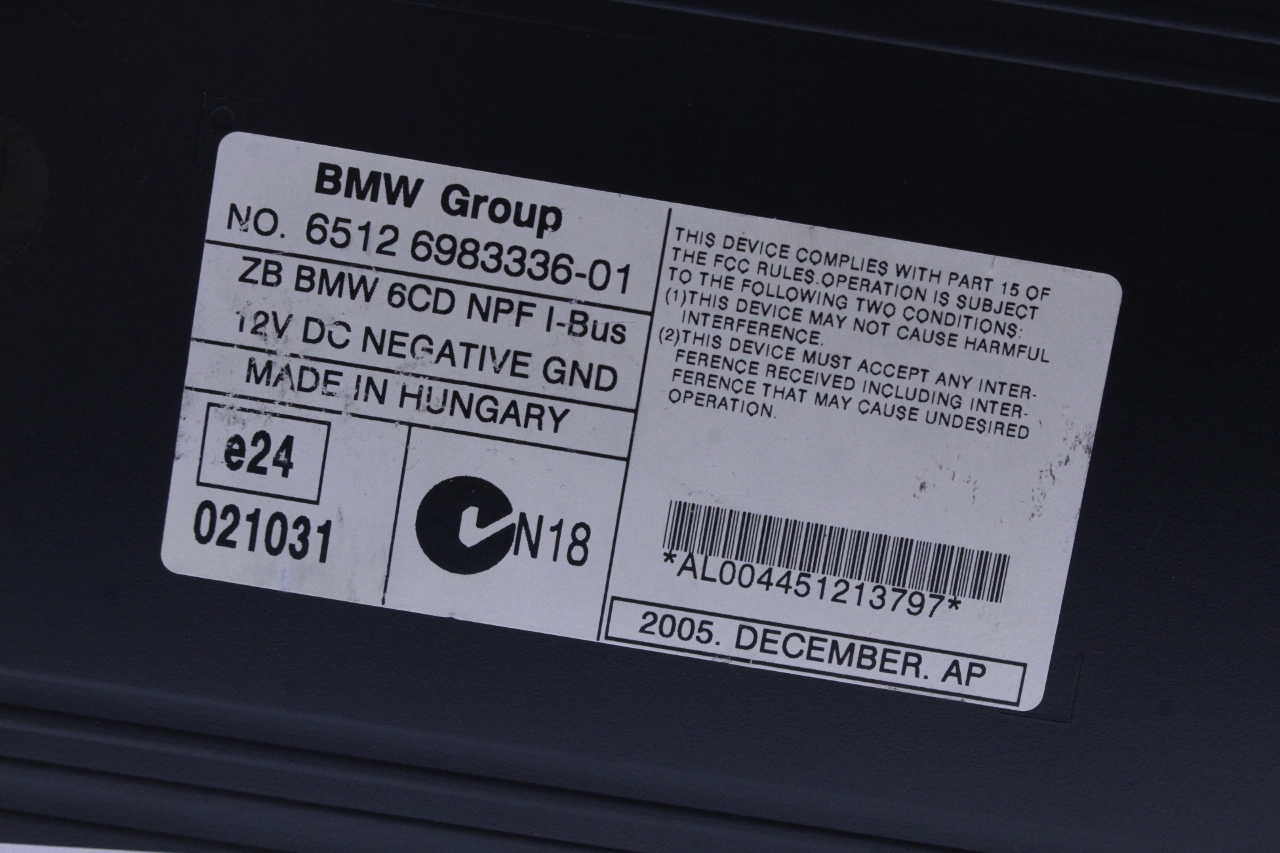 BMW Group
NO. 6512 6983336-01
ZB BMW 6CD NPF I-Bus
12V DC NEGATIVE GND
MADE IN HUNGARY
e24
021031
N18
THIS DEVICE COMPLIES WITH PART 15 OF
THE FCC RULES.OPERATION IS SUBJECT
TO THE FOLLOWING TWO CONDITIONS:
(1)THIS DEVICE MAY NOT CAUSE HARMFUL
INTERFERENCE.
(2)THIS DEVICE MUST ACCEPT ANY INTER-
FERENCE RECEIVED INCLUDING INTER-
FERENCE THAT MAY CAUSE UNDESIRED
OPERATION.
*AL004451213797*
2005. DECEMBER. AP